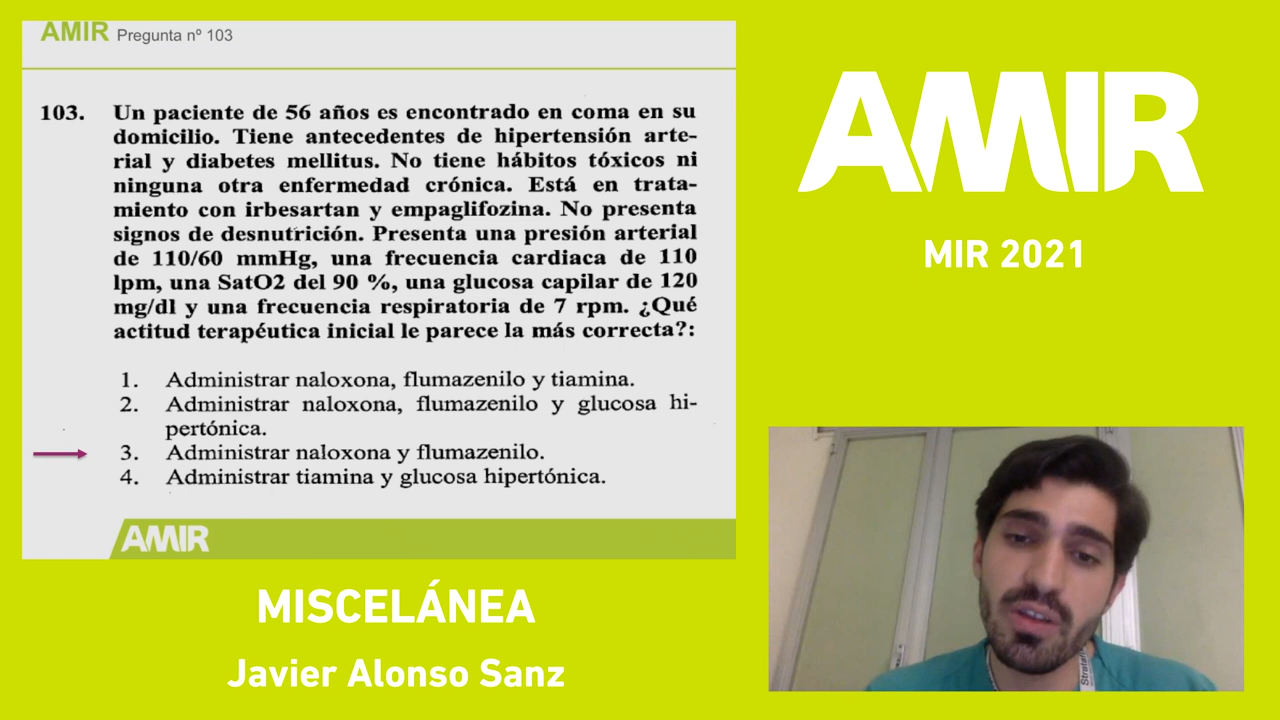 AMIR Pregunta nº 103
103. Un paciente de 56 años es encontrado en coma en su
domicilio. Tiene antecedentes de hipertensión arte-
rial y diabetes mellitus. No tiene hábitos tóxicos ni
ninguna otra enfermedad crónica. Está en trata-
miento con irbesartan y empaglifozina. No presenta
signos de desnutrición. Presenta una presión arterial
de 110/60 mmHg, una frecuencia cardiaca de 110
lpm, una SatO2 del 90 %, una glucosa capilar de 120
mg/dl y una frecuencia respiratoria de 7 rpm. ¿Qué
actitud terapéutica inicial le parece la más correcta?:
1. Administrar naloxona, flumazenilo y tiamina.
2. Administrar naloxona, flumazenilo y glucosa hi-
pertónica.
3. Administrar naloxona y flumazenilo.
4. Administrar tiamina y glucosa hipertónica.
AMIR
MISCELÁNEA
Javier Alonso Sanz
AMIR
MIR 2021